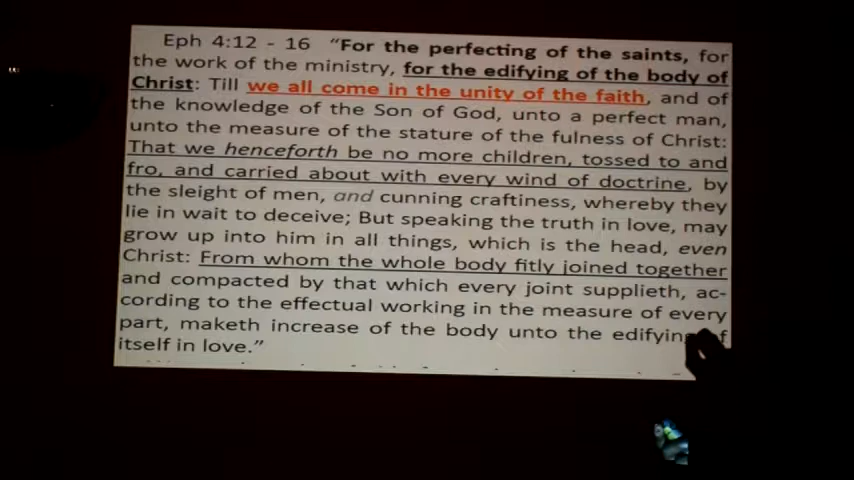 Eph 4:12 - 16 “For the perfecting of the saints, for
the work of the ministry, for the edifying of the body of
Christ: Till we all come in the unity of the faith, and of
the knowledge of the Son of God, unto a perfect man,
unto the measure of the stature of the fulness of Christ:
That we henceforth be no more children, tossed to and
fro, and carried about with every wind of doctrine, by
the sleight of men, and cunning craftiness, whereby they
lie in wait to deceive; But speaking the truth in love, may
grow up into him in all things, which is the head, even
Christ: From whom the whole body fitly joined together
and compacted by that which every joint supplieth, ac-
cording to the effectual working in the measure of every
part, maketh increase of the body unto the edifying of
itself in love.”